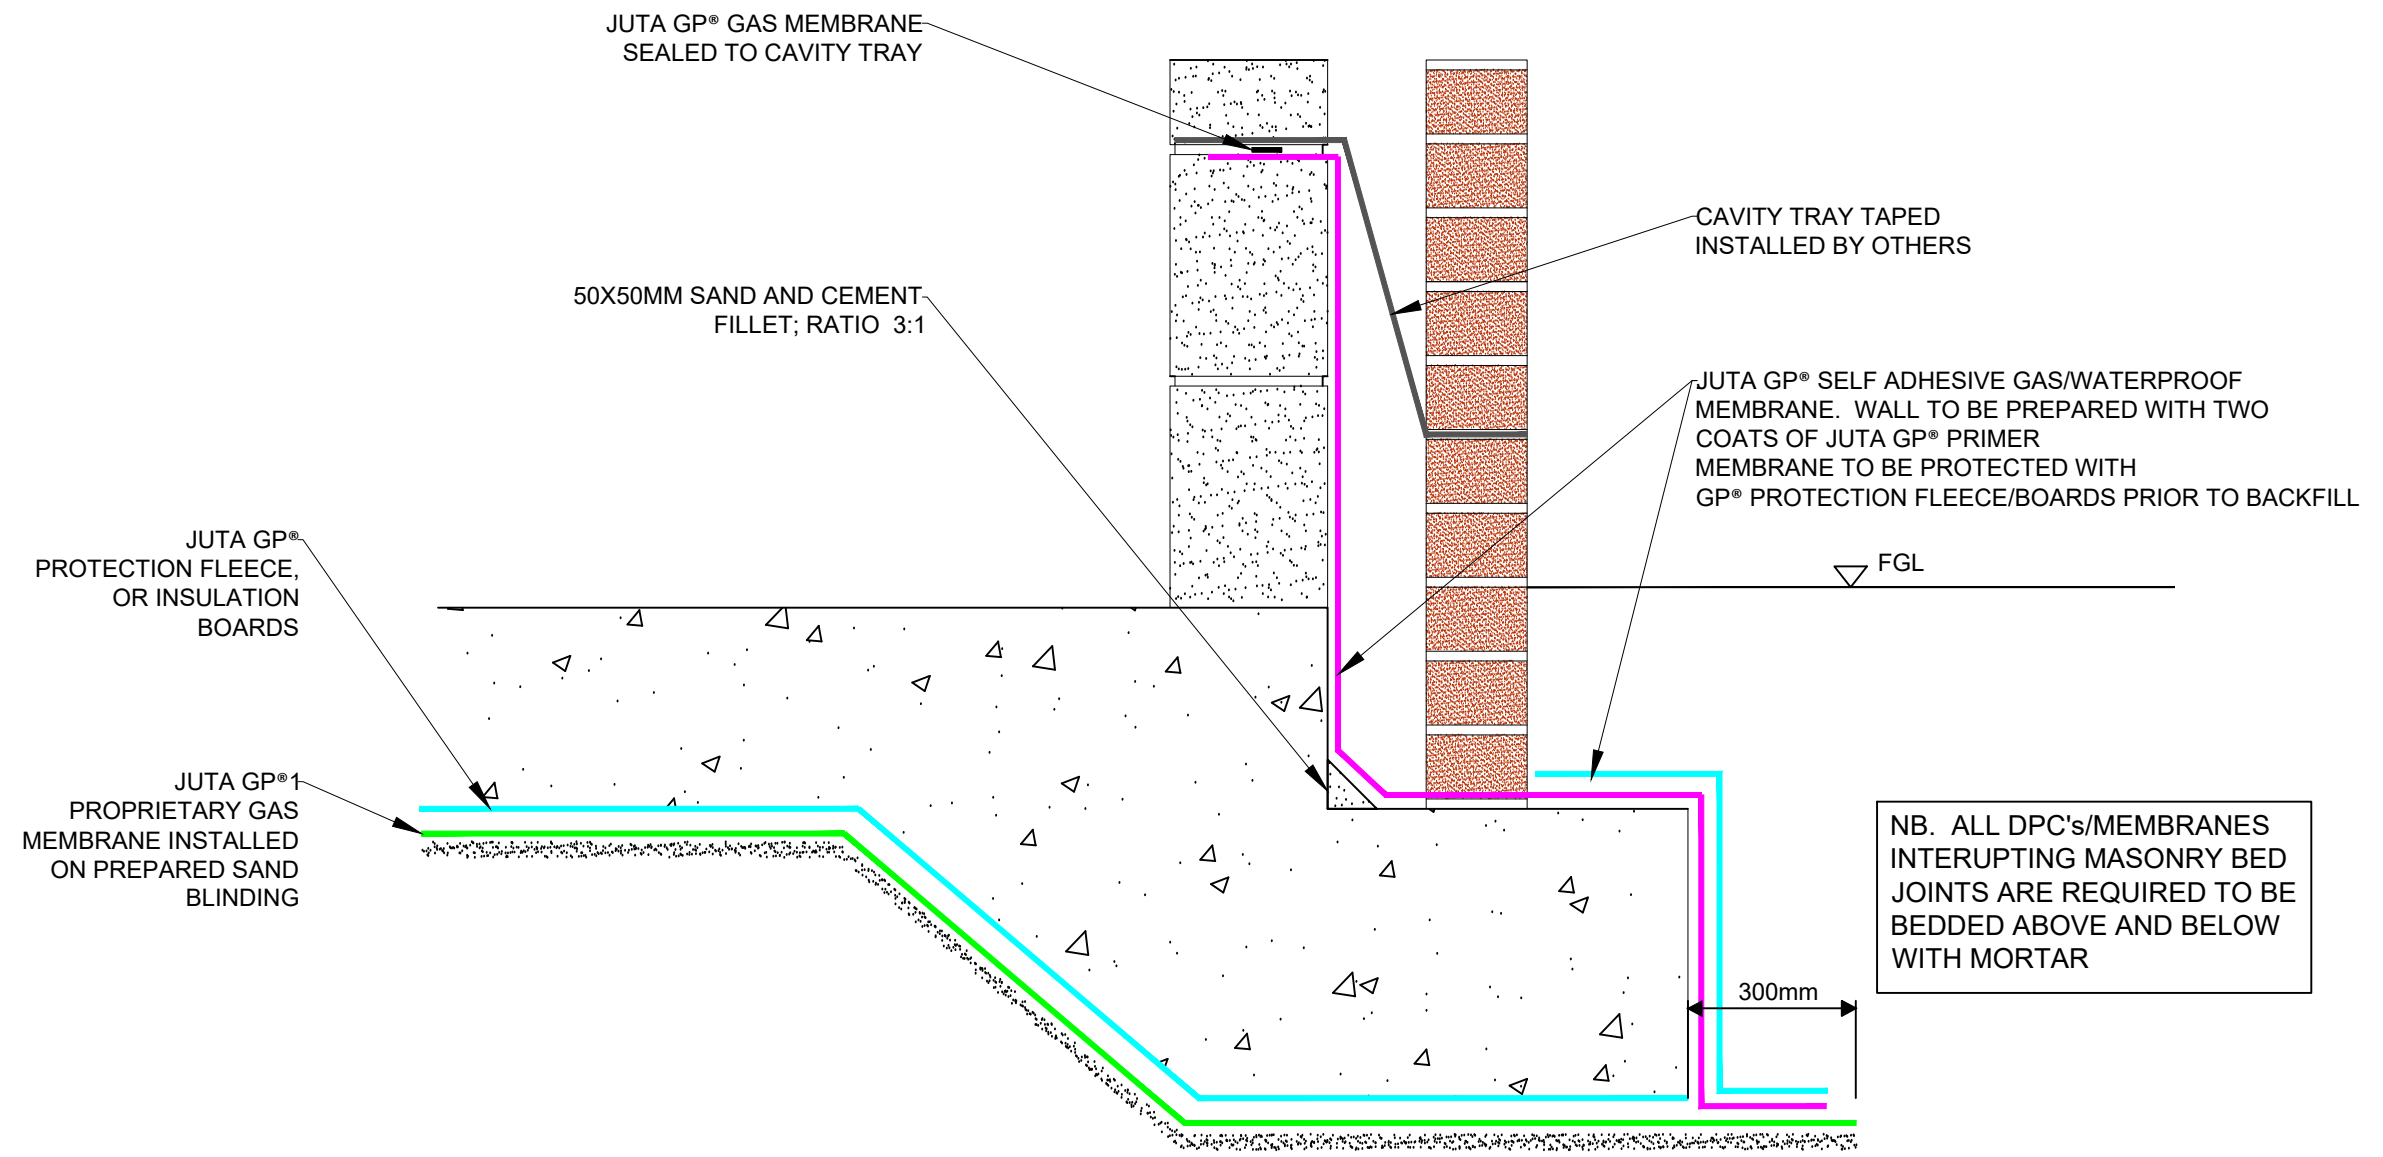 JUTA GP® GAS MEMBRANE
SEALED TO CAVITY TRAY
CAVITY TRAY TAPED
INSTALLED BY OTHERS
50X50MM SAND AND CEMENT
FILLET; RATIO 3:1
JUTA GP® SELF ADHESIVE GAS/WATERPROOF
MEMBRANE. WALL TO BE PREPARED WITH TWO
COATS OF JUTA GP® PRIMER
MEMBRANE TO BE PROTECTED WITH
GP® PROTECTION FLEECE/BOARDS PRIOR TO BACKFILL
JUTA GP®
PROTECTION FLEECE,
OR INSULATION
BOARDS
FGL
JUTA GP®1
PROPRIETARY GAS
MEMBRANE INSTALLED
ON PREPARED SAND
BLINDING
NB. ALL DPC's/MEMBRANES
INTERUPTING MASONRY BED
JOINTS ARE REQUIRED TO BE
BEDDED ABOVE AND BELOW
WITH MORTAR
300mm